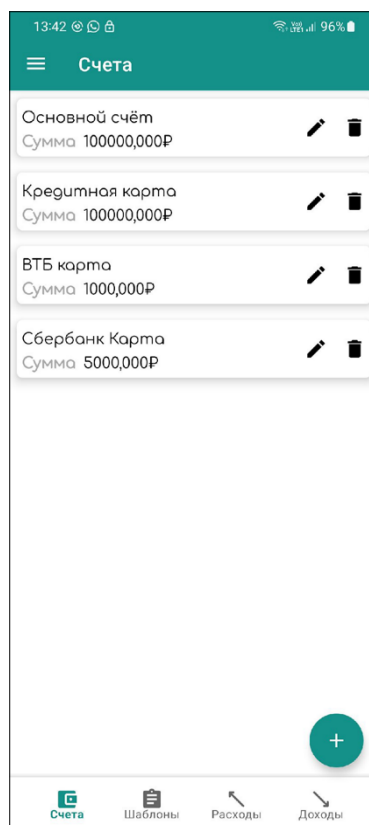 13:42 96%
Счета
Основной счёт
Сумма 100000,000₽
Кредитная карта
Сумма 100000,000₽
ВТБ карта
Сумма 1000,000₽
Сбербанк Карта
Сумма 5000,000₽
Счета Шаблоны Расходы Доходы